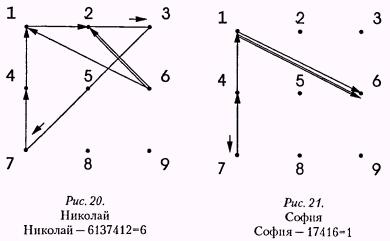 1 2 3
4 5 6
7 8 9
Рис. 20.
Николай
Николай – 6137412=6
1 2 3
4 5 6
7 8 9
Рис. 21.
София
София – 17416=1